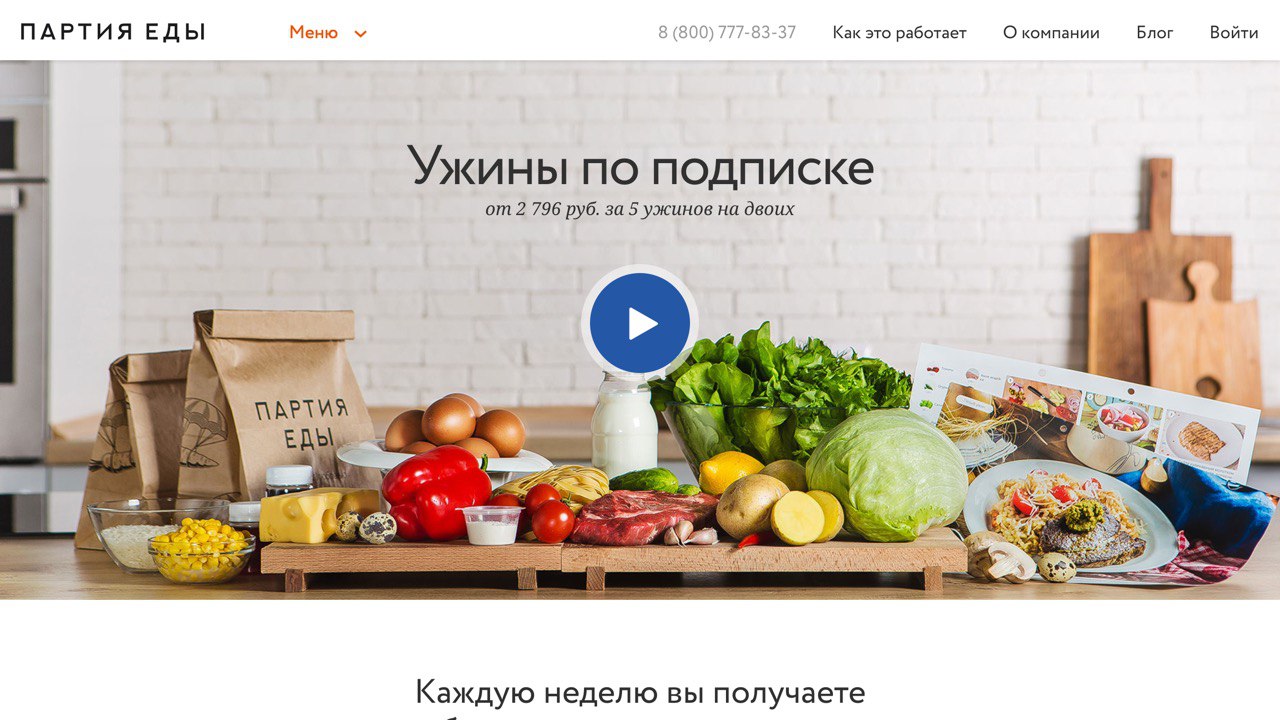 ПАРТИЯ ЕДЫ
Меню
8 (800) 777-83-37
Как это работает
О компании
Блог
Войти
Ужины по подписке
от 2 796 руб. за 5 ужинов на двоих
ПАРТИЯ
ЕДЫ
Каждую неделю вы получаете